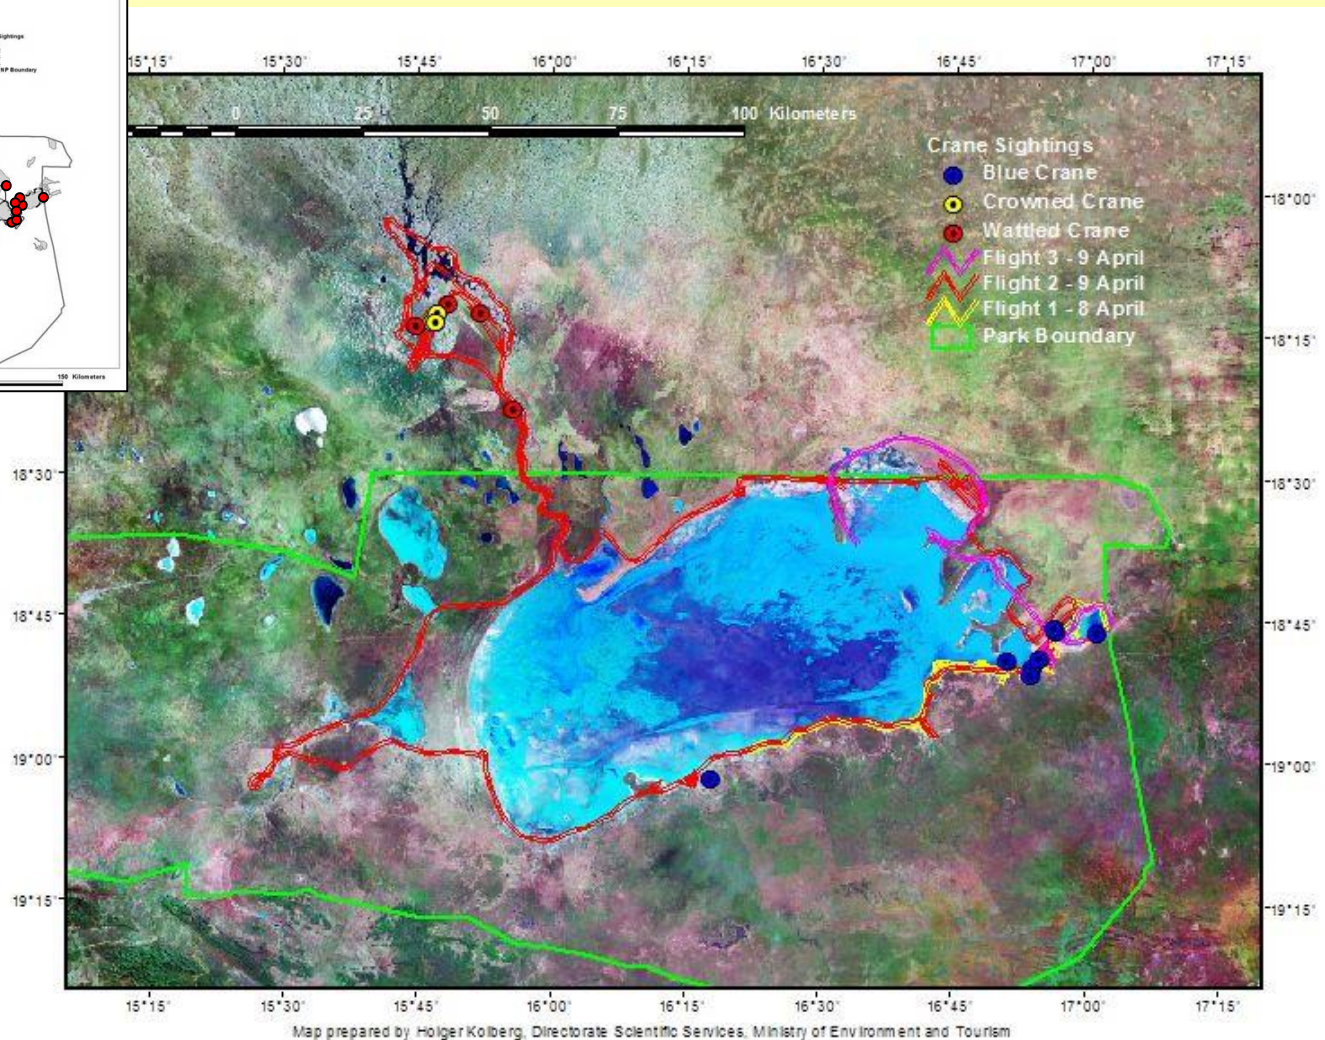 ightings
NP Boundary
150 Kilometers
15°15' 15°30' 15°45' 16°00' 16°15' 16°30' 16°45' 17°00' 17°15'
0 25 50 75 100 Kilometers
Crane Sightings
Blue Crane
Crowned Crane
Wattled Crane
Flight 3 - 9 April
Flight 2 - 9 April
Flight 1 - 8 April
Park Boundary
18°00'
18°15'
18°30' 18°30'
18°45' 18°45'
19°00' 19°00'
19°15' 19°15'
15°15' 15°30' 15°45' 16°00' 16°15' 16°30' 16°45' 17°00' 17°15'
Map prepared by Holger Kolberg, Directorate Scientific Services, Ministry of Environment and Tourism